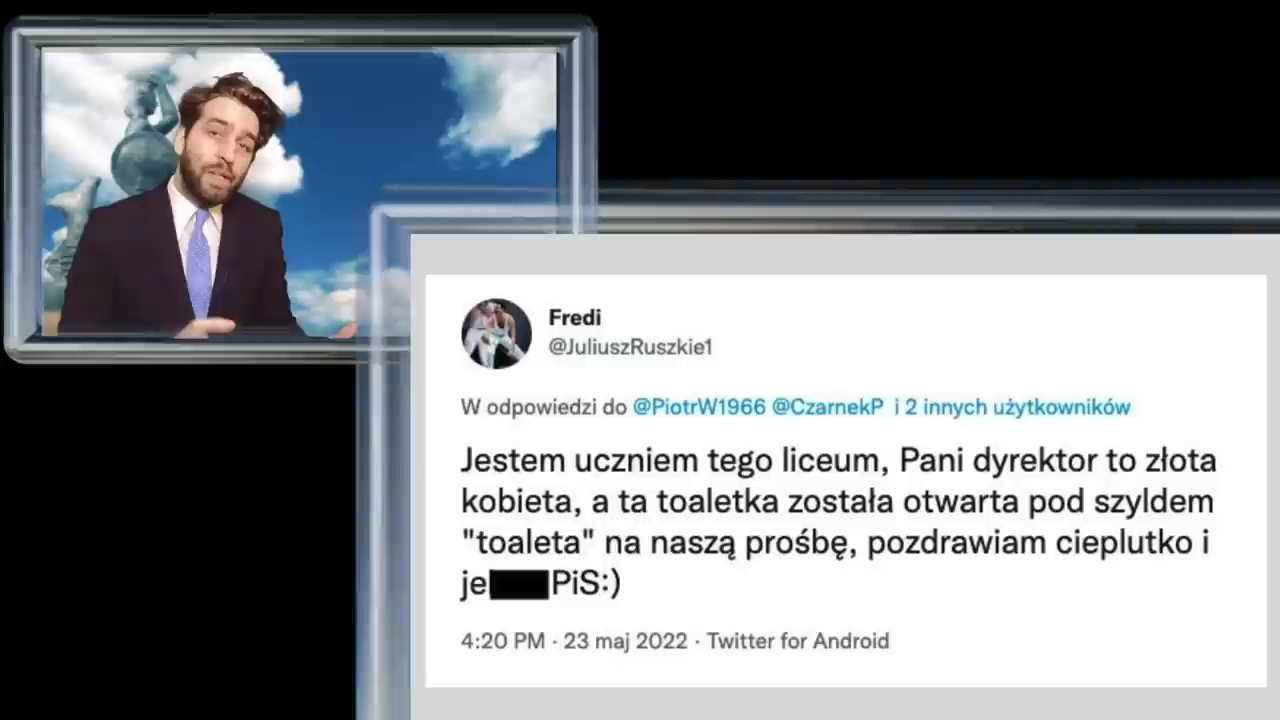 Fredi
@JuliuszRuszkie1
W odpowiedzi do @PiotrW1966 @CzarnekP i 2 innych użytkowników
Jestem uczniem tego liceum, Pani dyrektor to złota
kobieta, a ta toaletka została otwarta pod szyldem
"toaleta" na naszą prośbę, pozdrawiam cieplutko i
je PiS:)
4:20 PM · 23 maj 2022 · Twitter for Android